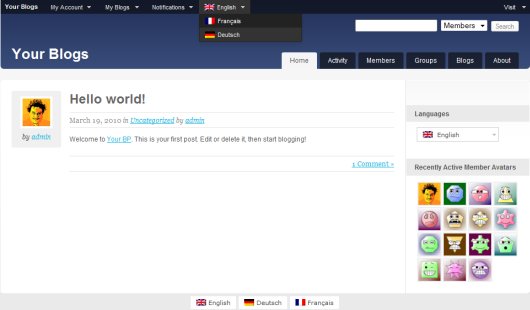 Your Blogs My Account My Blogs Notifications English Visit
Français
Deutsch
Members Search
Your Blogs
Home Activity Members Groups Blogs About
Hello world!
March 19, 2010 in Uncategorized by admin
by admin
Welcome to Your BP. This is your first post. Edit or delete it, then start blogging!
1 Comment »
Languages
English
Recently Active Member Avatars
English Deutsch Français